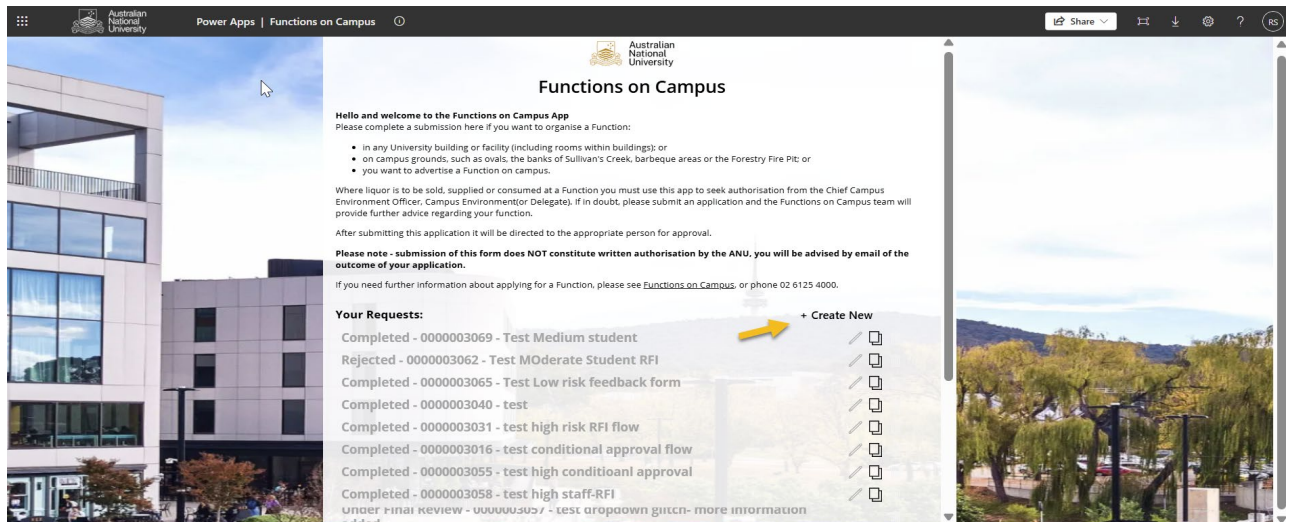 Australian
National
University
Power Apps | Functions on Campus
Share
?
RS
Australian
National
University
Functions on Campus
Hello and welcome to the Functions on Campus App
Please complete a submission here if you want to organise a Function:
• in any University building or facility (including rooms within buildings); or
• on campus grounds, such as ovals, the banks of Sullivan's Creek, barbeque areas or the Forestry Fire Pit; or
• you want to advertise a Function on campus.
Where liquor is to be sold, supplied or consumed at a Function you must use this app to seek authorisation from the Chief Campus
Environment Officer, Campus Environment(or Delegate). If in doubt, please submit an application and the Functions on Campus team will
provide further advice regarding your function.
After submitting this application it will be directed to the appropriate person for approval.
Please note - submission of this form does NOT constitute written authorisation by the ANU, you will be advised by email of the
outcome of your application.
If you need further information about applying for a Function, please see Functions on Campus, or phone 02 6125 4000.
Your Requests:
+ Create New
Completed - 0000003069 - Test Medium student
Rejected - 0000003062 - Test MOderate Student RFI
Completed - 0000003065 - Test Low risk feedback form
Completed - 0000003040 - test
Completed - 0000003031 - test high risk RFI flow
Completed - 0000003016 - test conditional approval flow
Completed - 0000003055 - test high conditioanl approval
Completed - 0000003058 - test high staff-RFI
Under Final Review - 0000003057 - test dropdown glitch- more information
added